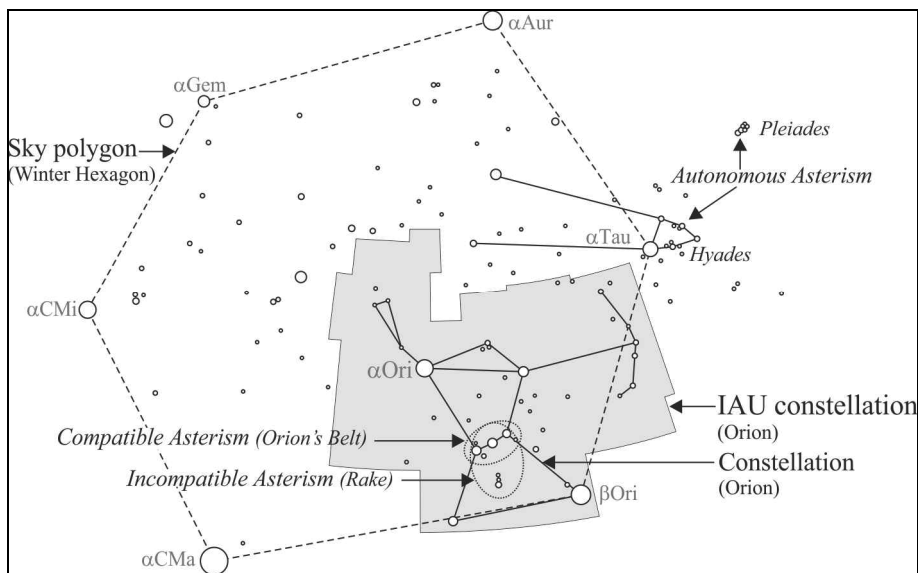 αAur
αGem
Sky polygon
(Winter Hexagon)
Pleiades
Autonomous Asterism
αTau
Hyades
αCMi
αOri
IAU constellation
(Orion)
Compatible Asterism (Orion's Belt)
Constellation
(Orion)
Incompatible Asterism (Rake)
βOri
αCMa